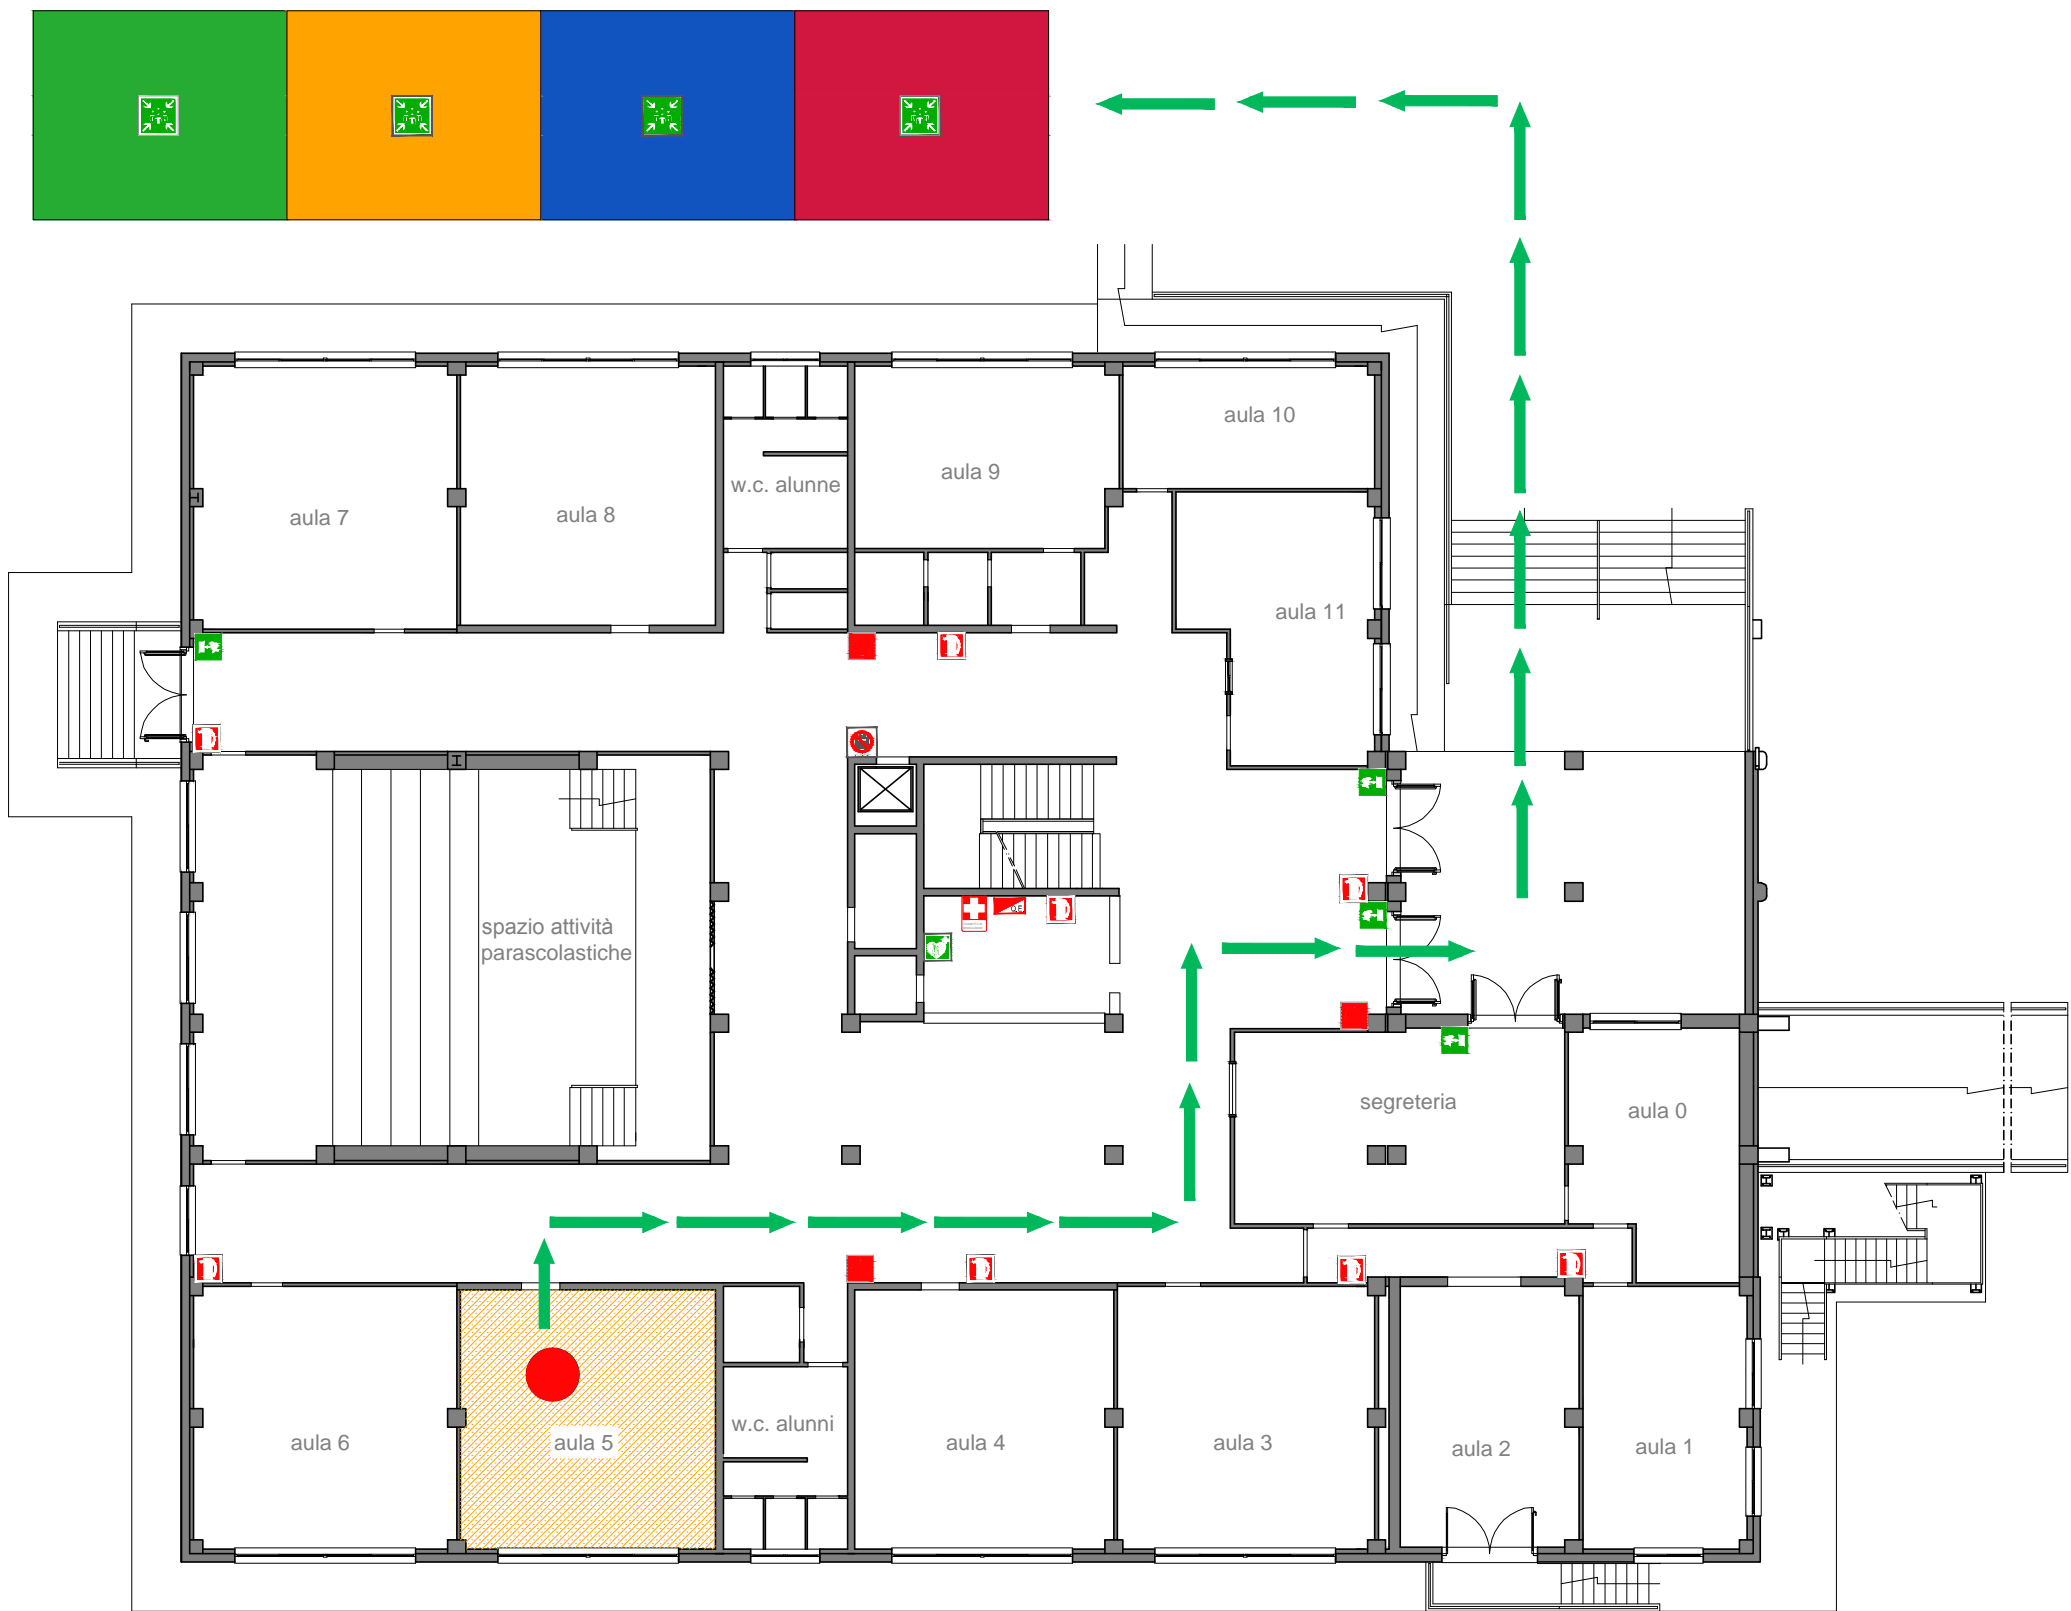 aula 10
aula 9
w.c. alunne
aula 7
aula 8
aula 11
spazio attività
parascolastiche
Q.E.
segreteria
aula 0
aula 6
aula 5
w.c. alunni
aula 4
aula 3
aula 2
aula 1